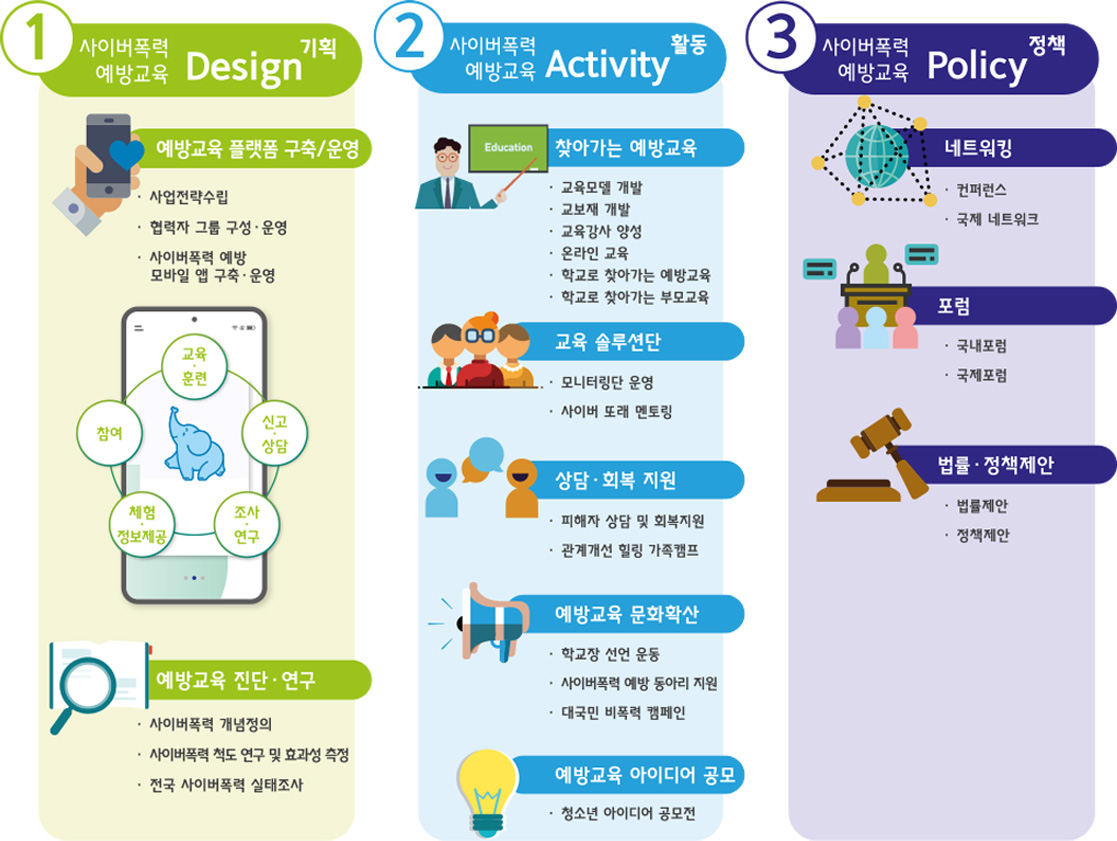 1
사이버폭력
예방교육 Design 기획
예방교육 플랫폼 구축/운영
· 사업전략수립
· 협력자 그룹 구성·운영
· 사이버폭력 예방
모바일 앱 구축·운영
교육
·
훈련
참여
신고
·
상담
체험
·
정보제공
조사
·
연구
예방교육 진단·연구
· 사이버폭력 개념정의
· 사이버폭력 척도 연구 및 효과성 측정
· 전국 사이버폭력 실태조사
2
사이버폭력
예방교육 Activity 활동
Education
찾아가는 예방교육
· 교육모델 개발
· 교보재 개발
· 교육강사 양성
· 온라인 교육
· 학교로 찾아가는 예방교육
· 학교로 찾아가는 부모교육
교육 솔루션단
· 모니터링단 운영
· 사이버 또래 멘토링
상담·회복 지원
· 피해자 상담 및 회복지원
· 관계개선 힐링 가족캠프
예방교육 문화확산
· 학교장 선언 운동
· 사이버폭력 예방 동아리 지원
· 대국민 비폭력 캠페인
예방교육 아이디어 공모
· 청소년 아이디어 공모전
3
사이버폭력
예방교육 Policy 정책
네트워킹
· 컨퍼런스
· 국제 네트워크
포럼
· 국내포럼
· 국제포럼
법률·정책제안
· 법률제안
· 정책제안